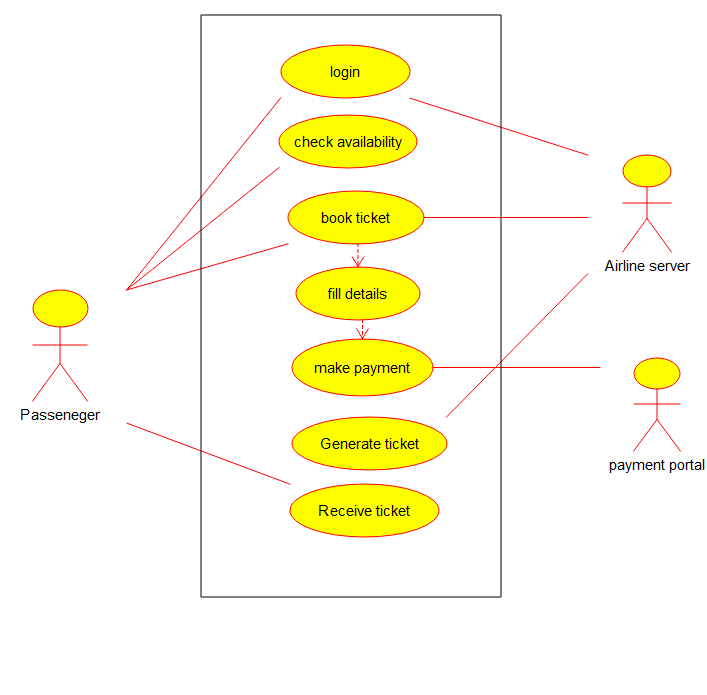 login
check availability
book ticket
fill details
make payment
Generate ticket
Receive ticket
Passeneger
Airline server
payment portal